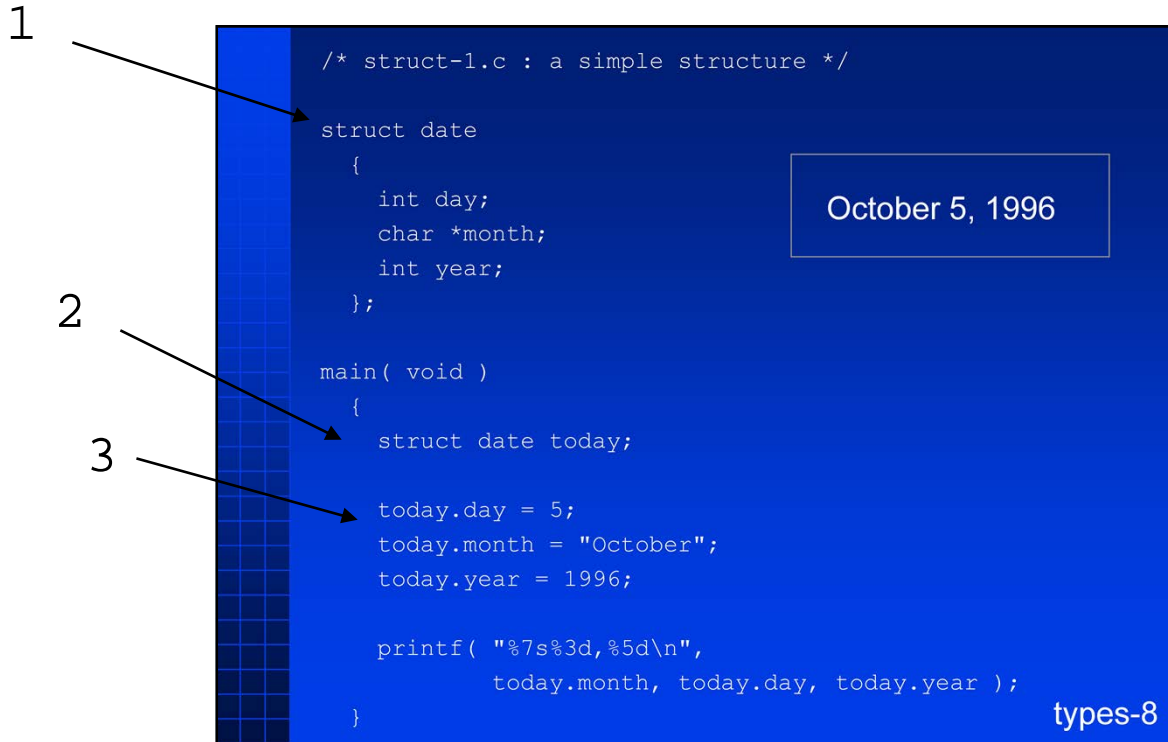 1
/* struct-1.c : a simple structure */
struct date
{
int day;
October 5, 1996
char *month;
int year;
};
2
main( void )
{
struct date today;
3
today.day = 5;
today.month = "October";
today.year = 1996;
printf( "%7s%3d,%5d\n",
today.month, today.day, today.year );
}
types-8